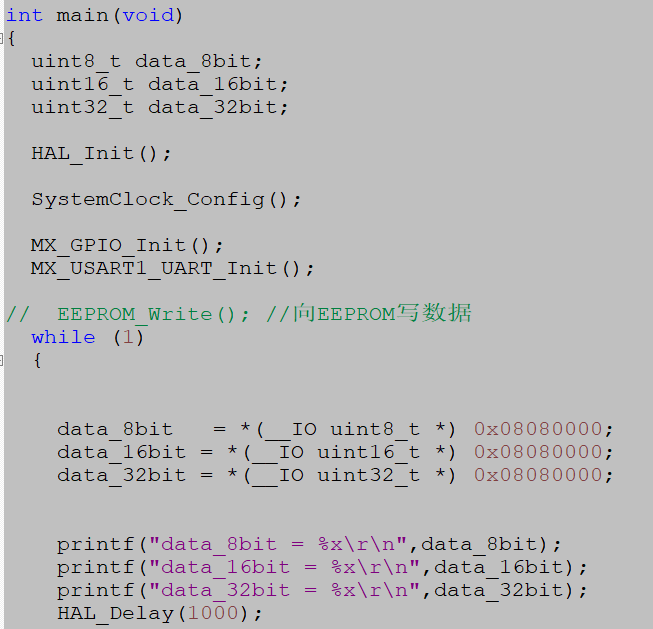 int main(void)
{
  uint8_t data_8bit;
  uint16_t data_16bit;
  uint32_t data_32bit;
  HAL_Init();
  SystemClock_Config();
  MX_GPIO_Init();
  MX_USART1_UART_Init();
//  EEPROM_Write(); //向EEPROM写数据
  while (1)
  {
    data_8bit   = *(__IO uint8_t *) 0x08080000;
    data_16bit = *(__IO uint16_t *) 0x08080000;
    data_32bit = *(__IO uint32_t *) 0x08080000;
    printf("data_8bit = %x\r\n",data_8bit);
    printf("data_16bit = %x\r\n",data_16bit);
    printf("data_32bit = %x\r\n",data_32bit);
    HAL_Delay(1000);